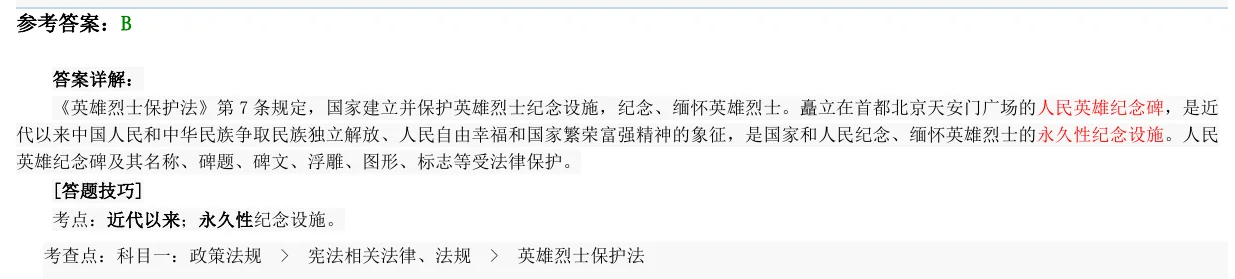 参考答案：B
答案详解：
《英雄烈士保护法》第 7 条规定，国家建立并保护英雄烈士纪念设施，纪念、缅怀英雄烈士。矗立在首都北京天安门广场的人民英雄纪念碑，是近
代以来中国人民和中华民族争取民族独立解放、人民自由幸福和国家繁荣富强精神的象征，是国家和人民纪念、缅怀英雄烈士的永久性纪念设施。人民
英雄纪念碑及其名称、碑题、碑文、浮雕、图形、标志等受法律保护。
[答题技巧]
考点：近代以来；永久性纪念设施。
考查点：科目一：政策法规 > 宪法相关法律、法规 > 英雄烈士保护法